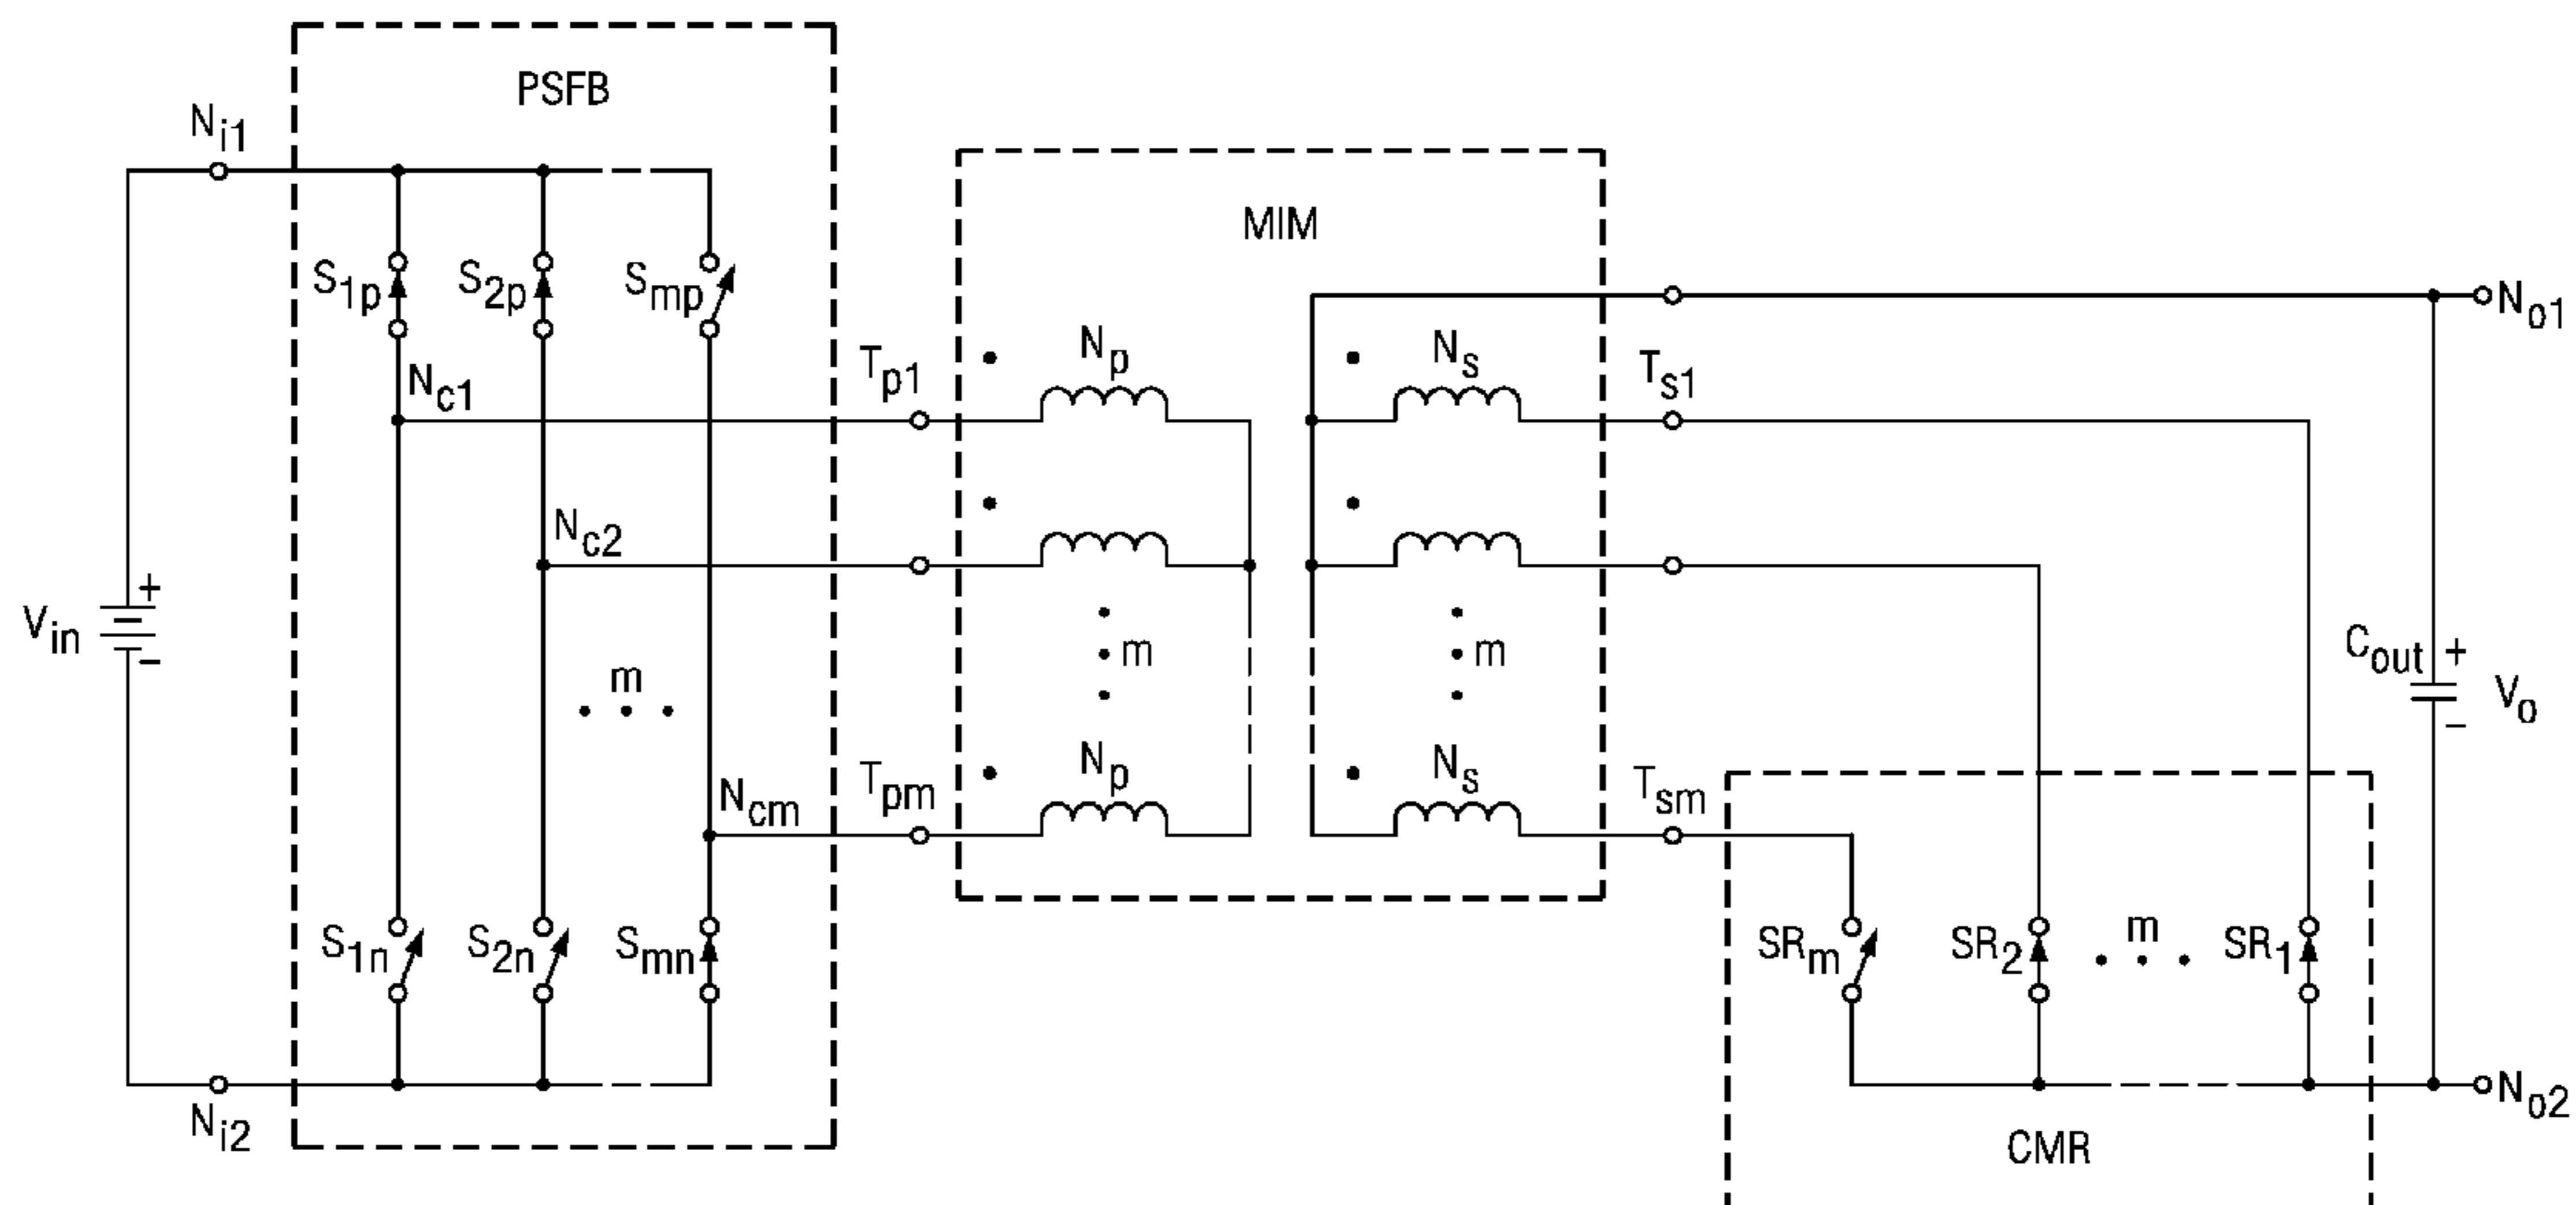 PSFB
N_i1
MIM
S_1p
S_2p
S_mp
N_o1
N_p
N_s
T_p1
T_s1
N_c1
N_c2
V_in
+
−
m
m
m
C_out
+
−
V_o
N_p
N_s
T_pm
T_sm
N_cm
S_1n
S_2n
S_mn
SR_m
SR_2
m
SR_1
N_i2
N_o2
CMR